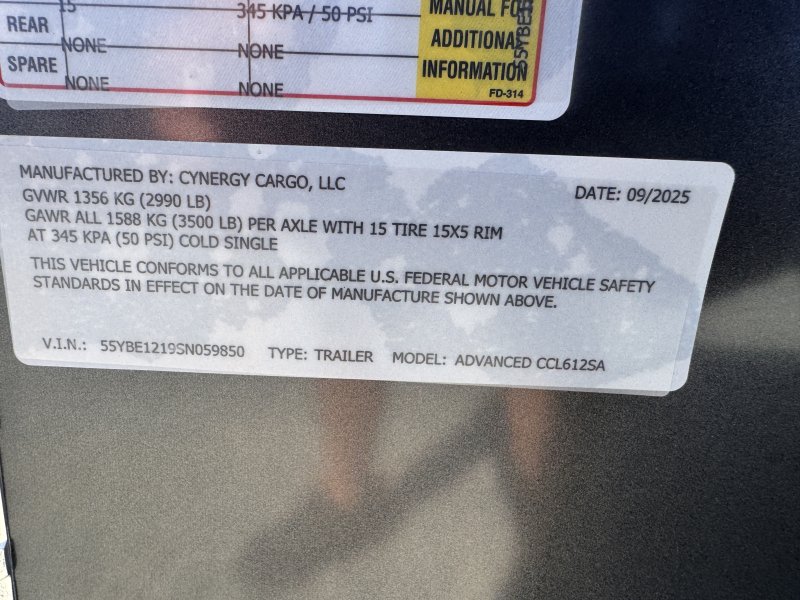 15 345 KPA / 50 PSI MANUAL FOR
REAR NONE NONE ADDITIONAL
SPARE NONE NONE INFORMATION
FD-314
MANUFACTURED BY: CYNERGY CARGO, LLC DATE: 09/2025
GVWR 1356 KG (2990 LB)
GAWR ALL 1588 KG (3500 LB) PER AXLE WITH 15 TIRE 15X5 RIM
AT 345 KPA (50 PSI) COLD SINGLE
THIS VEHICLE CONFORMS TO ALL APPLICABLE U.S. FEDERAL MOTOR VEHICLE SAFETY
STANDARDS IN EFFECT ON THE DATE OF MANUFACTURE SHOWN ABOVE.
V.I.N.: 55YBE1219SN059850 TYPE: TRAILER MODEL: ADVANCED CCL612SA